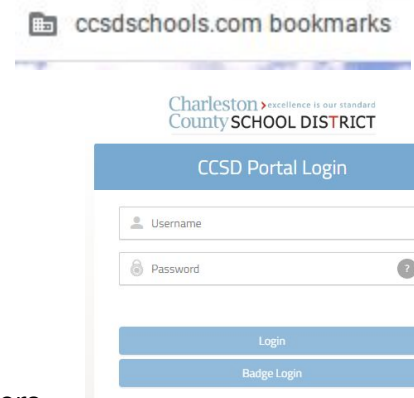 ccsdschools.com bookmarks
Charleston excellence is our standard
County SCHOOL DISTRICT
CCSD Portal Login
Username
Password
?
Login
Badge Login